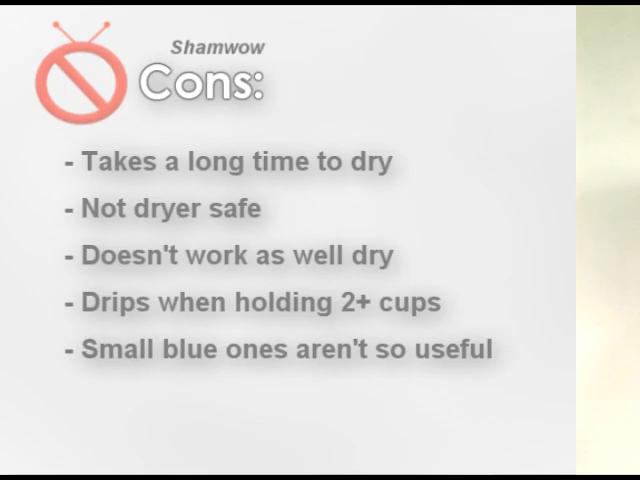 Shamwow
Cons:
- Takes a long time to dry
- Not dryer safe
- Doesn't work as well dry
- Drips when holding 2+ cups
- Small blue ones aren't so useful